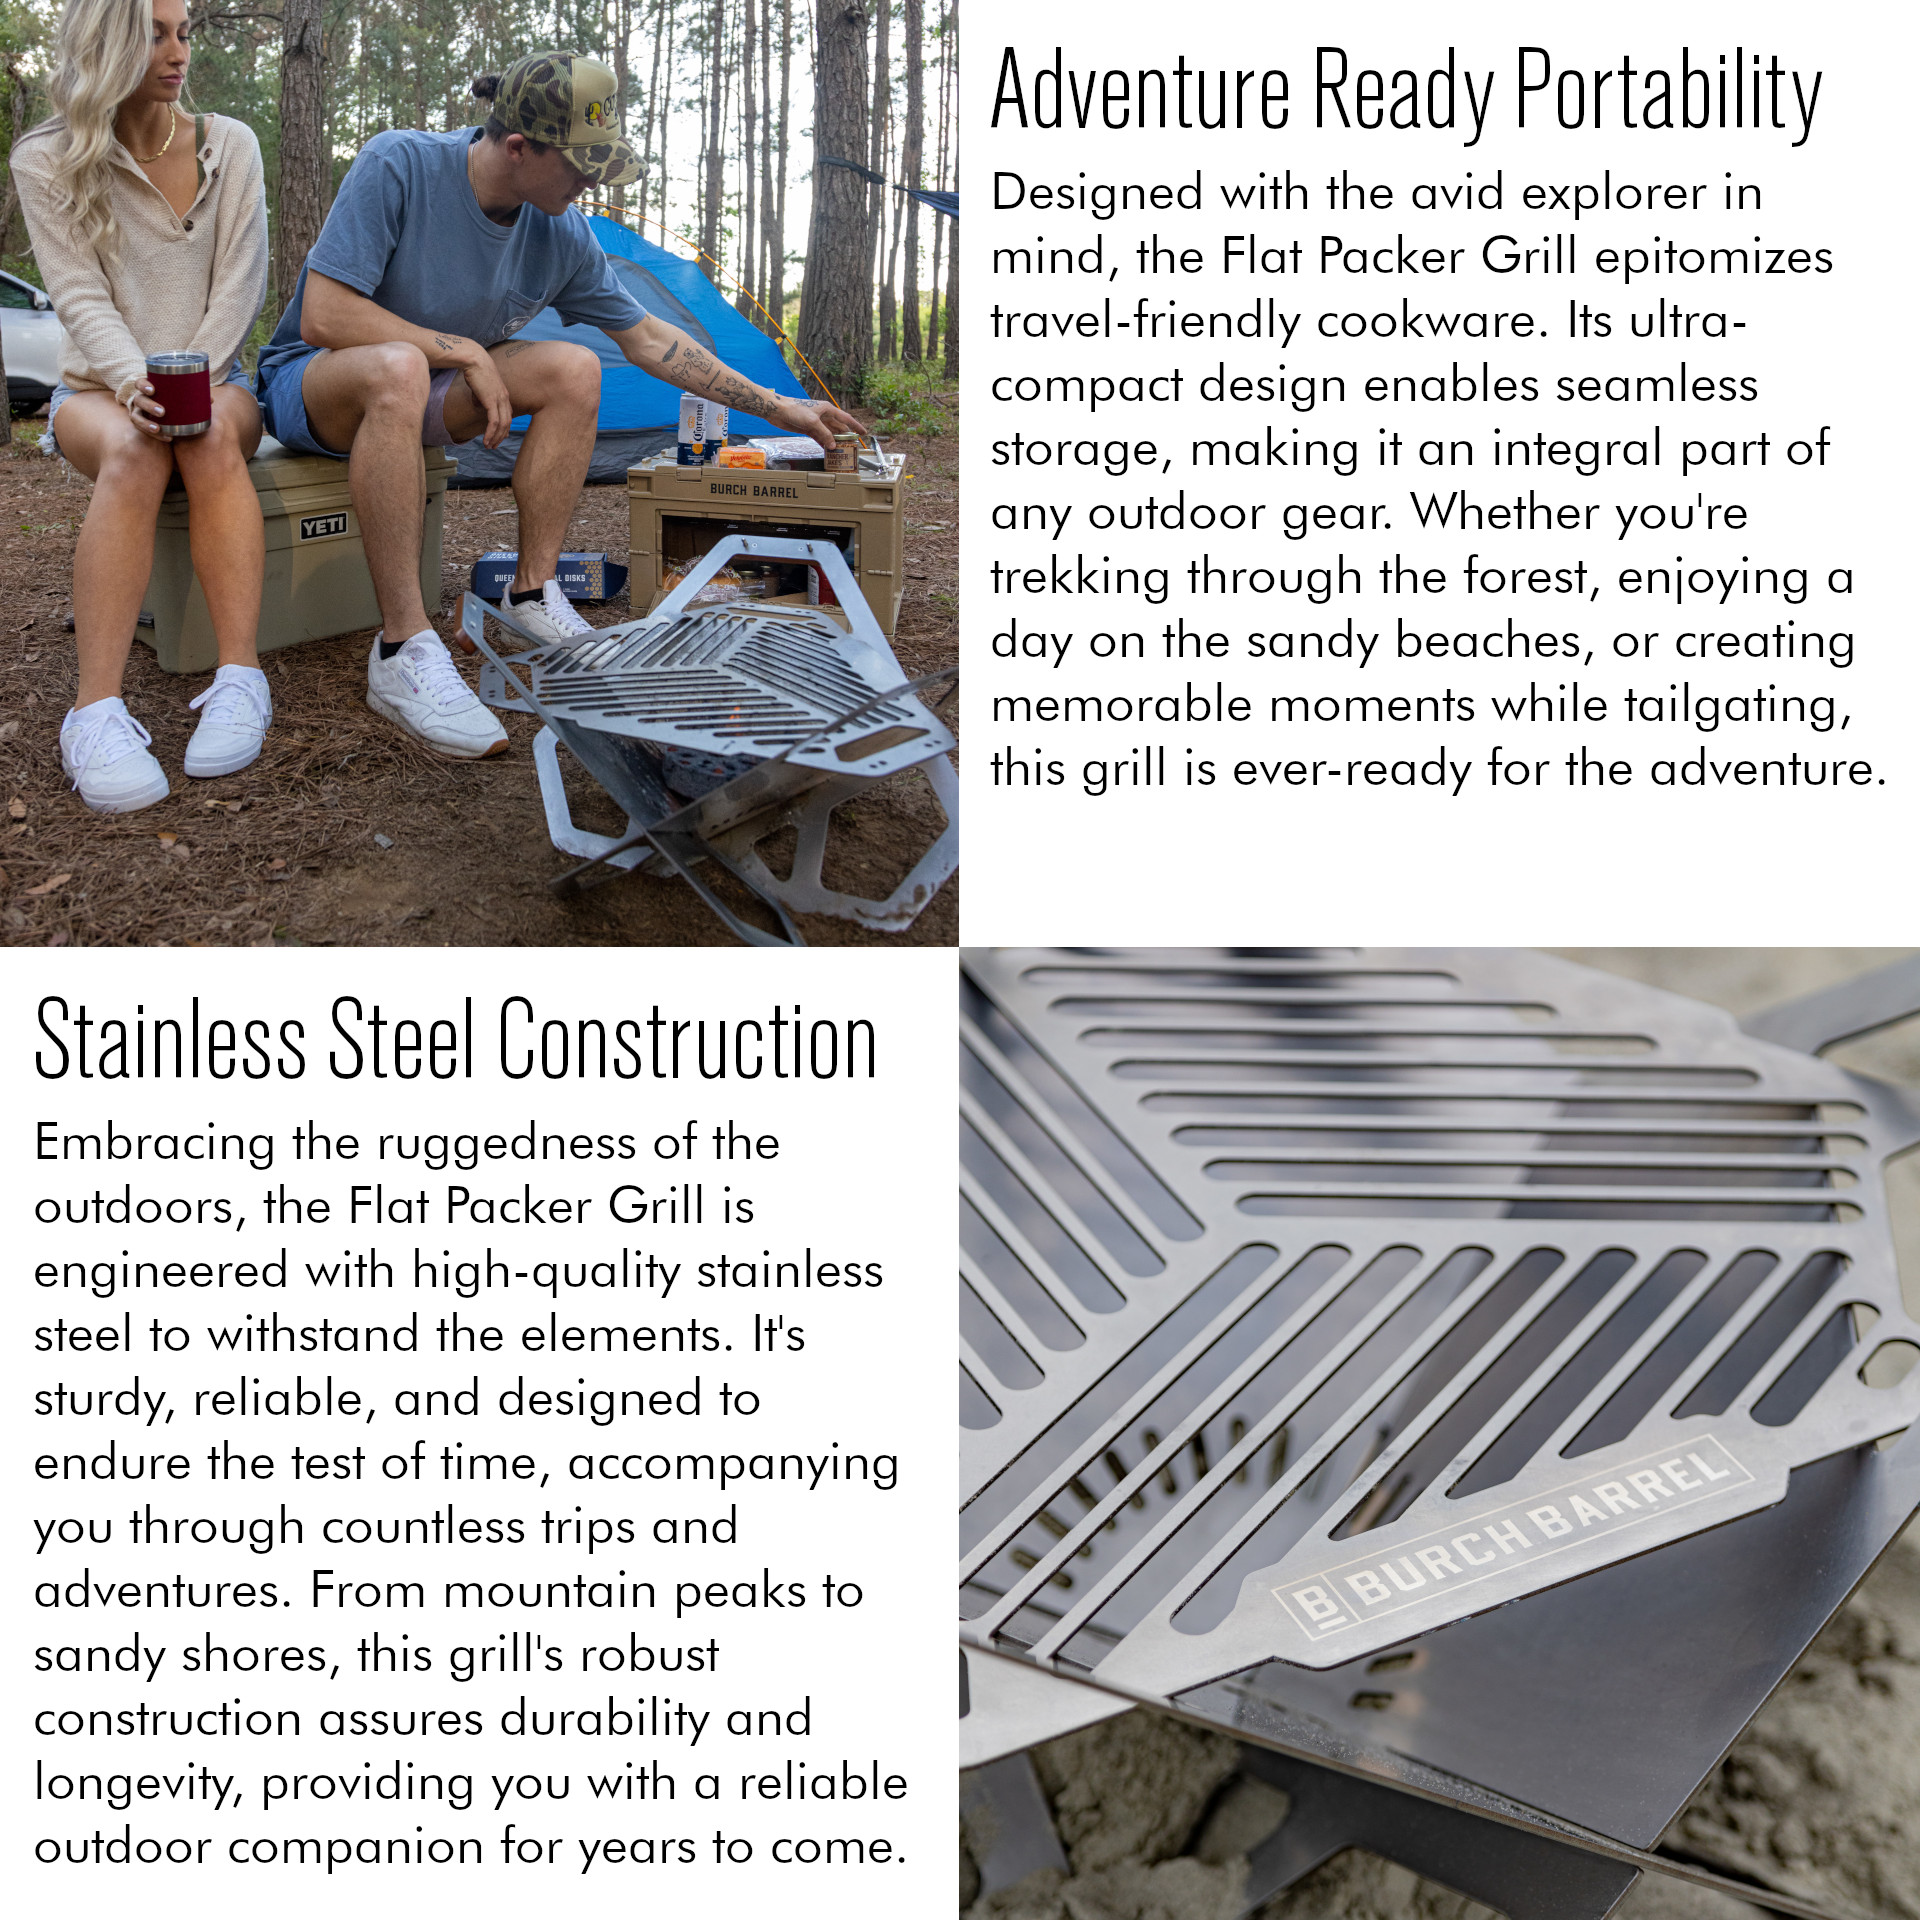 Adventure Ready Portability
Designed with the avid explorer in
mind, the Flat Packer Grill epitomizes
travel-friendly cookware. Its ultra-
compact design enables seamless
storage, making it an integral part of
any outdoor gear. Whether you're
trekking through the forest, enjoying a
day on the sandy beaches, or creating
memorable moments while tailgating,
this grill is ever-ready for the adventure.
Corona
BURCH BARREL
YETI
DISKS
Stainless Steel Construction
Embracing the ruggedness of the
outdoors, the Flat Packer Grill is
engineered with high-quality stainless
steel to withstand the elements. It's
sturdy, reliable, and designed to
endure the test of time, accompanying
you through countless trips and
adventures. From mountain peaks to
sandy shores, this grill's robust
construction assures durability and
longevity, providing you with a reliable
outdoor companion for years to come.
B BURCH BARREL